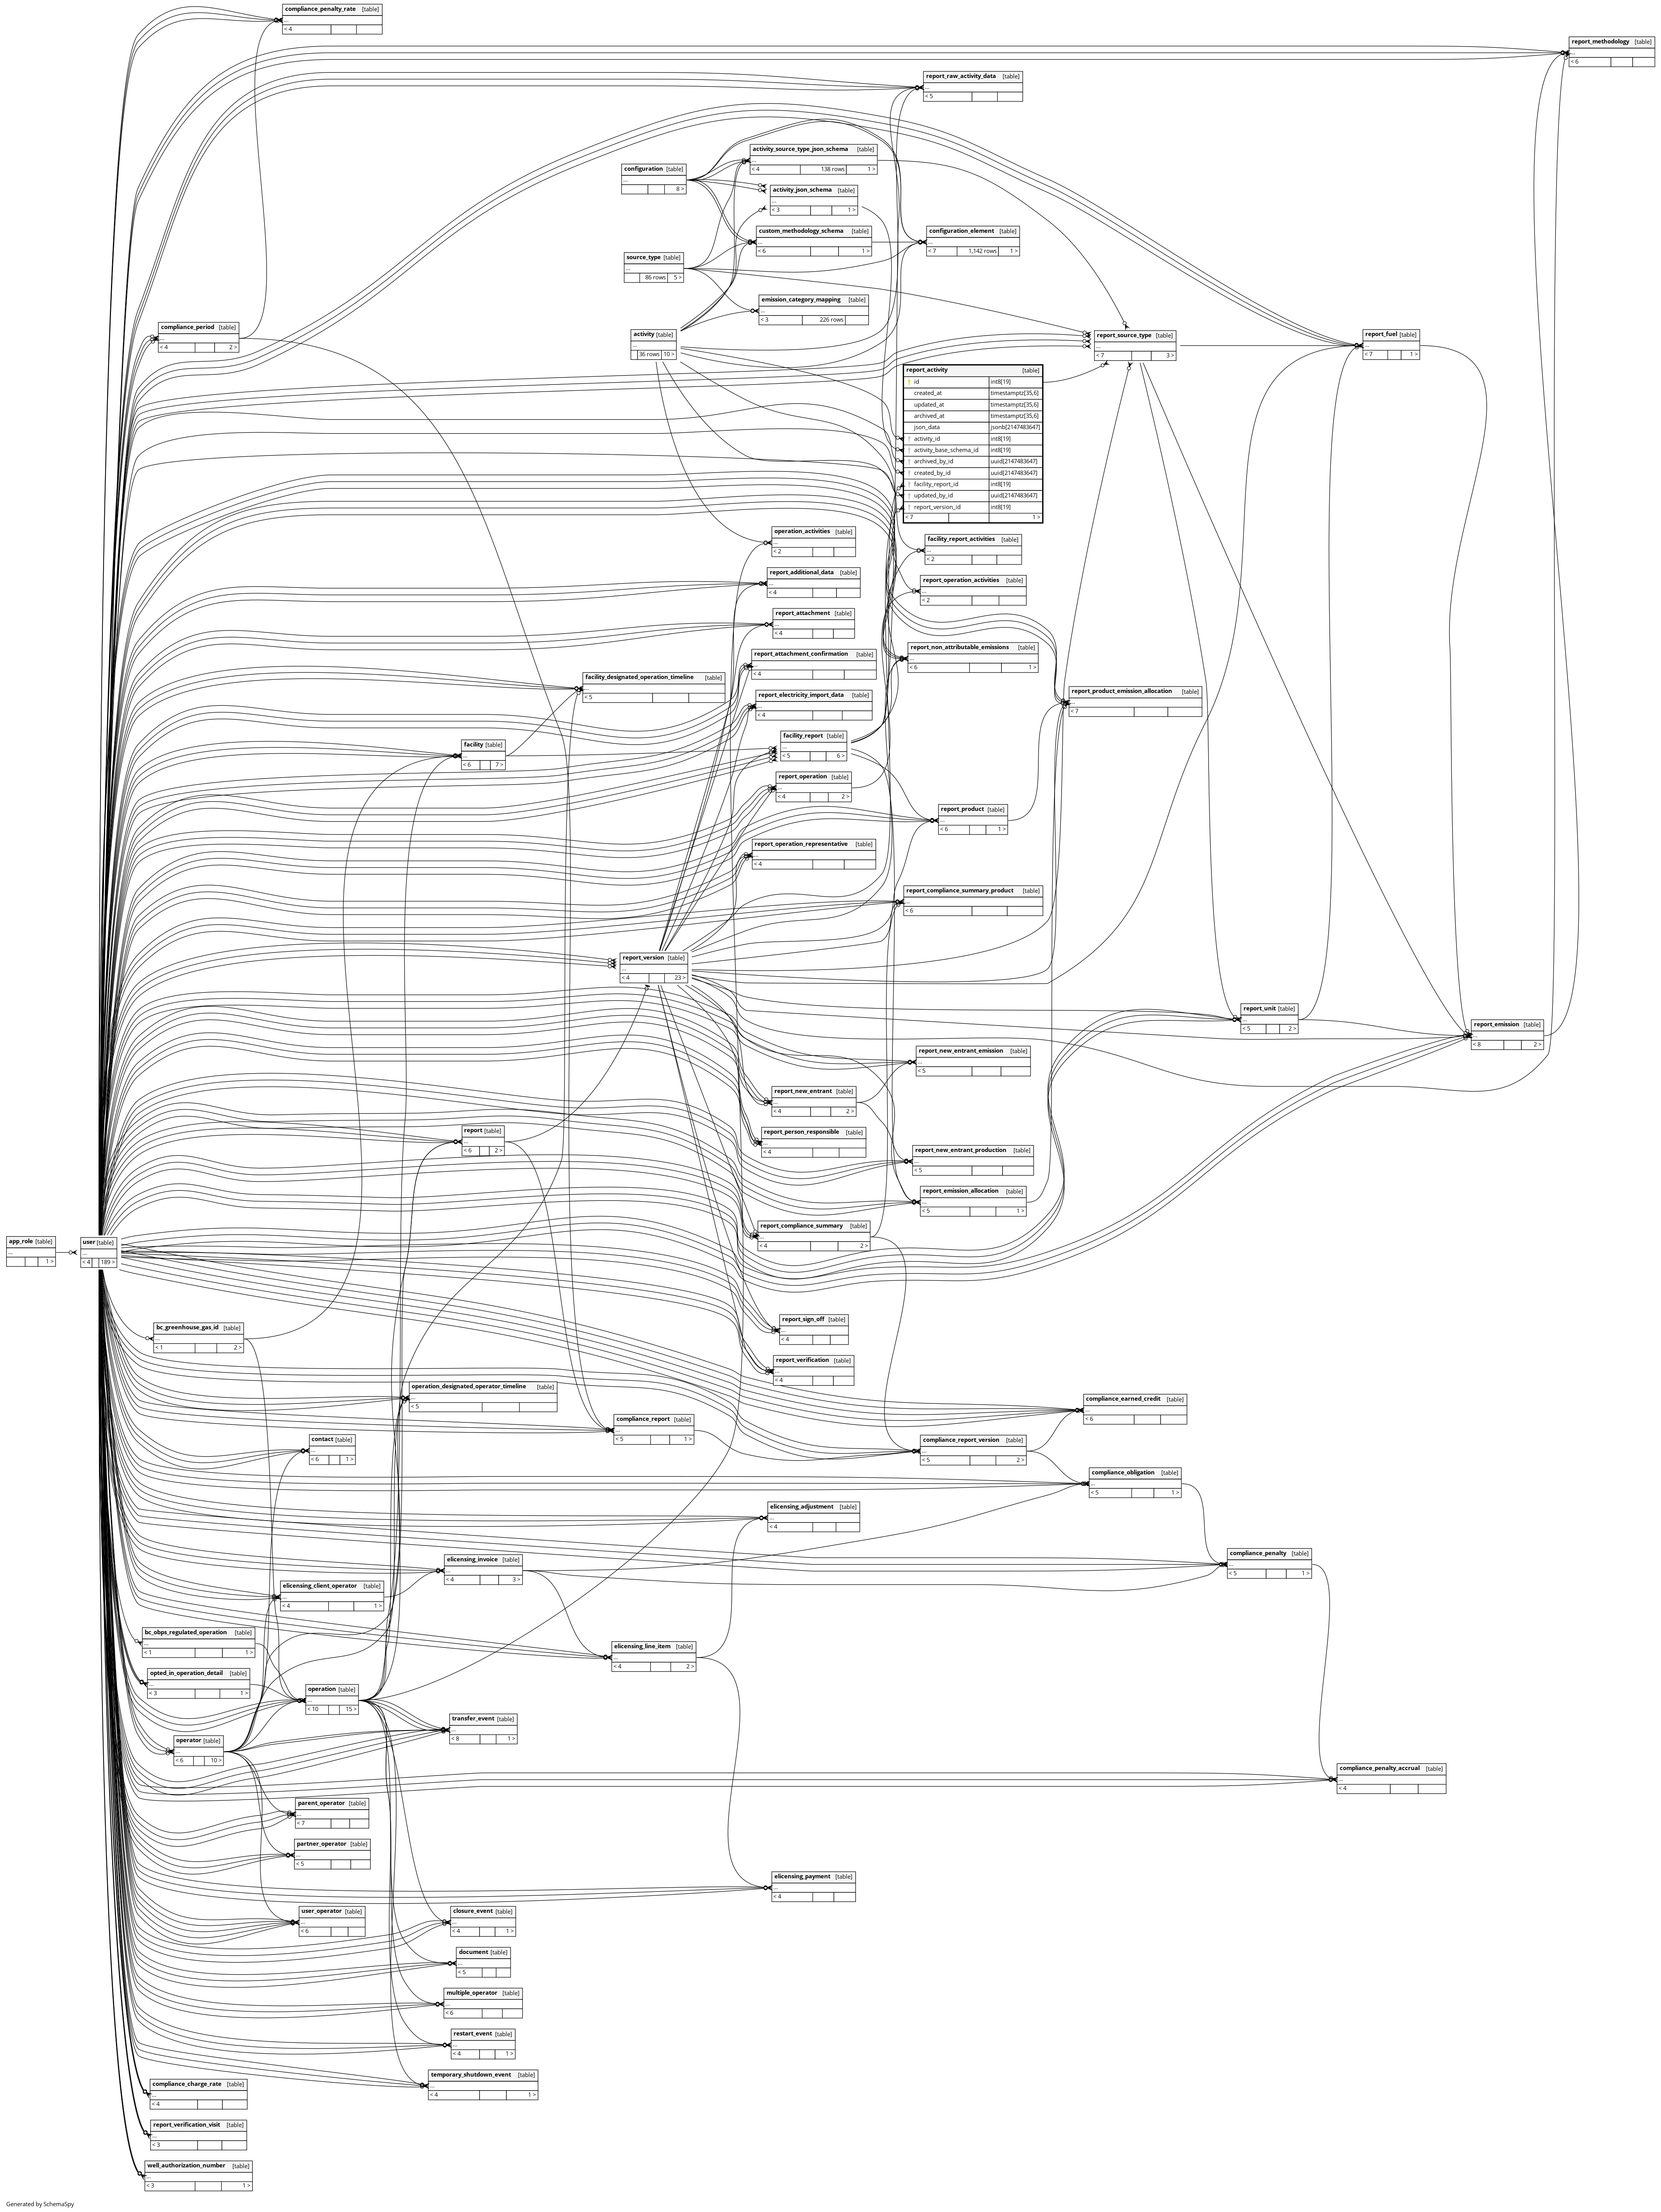 compliance_penalty_rate [table]
...
< 4
report_methodology [table]
...
< 6
report_raw_activity_data [table]
...
< 5
activity_source_type_json_schema [table]
...
< 4 138 rows 1 >
configuration [table]
...
8 >
activity_json_schema [table]
...
< 3 1 >
custom_methodology_schema [table]
...
< 6 1 >
configuration_element [table]
...
< 7 1,142 rows 1 >
source_type [table]
...
86 rows 5 >
emission_category_mapping [table]
...
< 3 226 rows
compliance_period [table]
...
< 4 2 >
activity [table]
...
36 rows 10 >
report_source_type [table]
...
< 7 3 >
report_fuel [table]
...
< 7 1 >
report_activity [table]
id int8[19]
created_at timestamptz[35,6]
updated_at timestamptz[35,6]
archived_at timestamptz[35,6]
json_data jsonb[2147483647]
activity_id int8[19]
activity_base_schema_id int8[19]
archived_by_id uuid[2147483647]
created_by_id uuid[2147483647]
facility_report_id int8[19]
updated_by_id uuid[2147483647]
report_version_id int8[19]
< 7 1 >
operation_activities [table]
...
< 2
facility_report_activities [table]
...
< 2
report_additional_data [table]
...
< 4
report_operation_activities [table]
...
< 2
report_attachment [table]
...
< 4
report_non_attributable_emissions [table]
...
< 6 1 >
report_attachment_confirmation [table]
...
< 4
facility_designated_operation_timeline [table]
...
< 5
report_electricity_import_data [table]
...
< 4
report_product_emission_allocation [table]
...
< 7
facility [table]
...
< 6 7 >
facility_report [table]
...
< 5 6 >
report_operation [table]
...
< 4 2 >
report_product [table]
...
< 6 1 >
report_operation_representative [table]
...
< 4
report_compliance_summary_product [table]
...
< 6
report_version [table]
...
< 4 23 >
report_unit [table]
...
< 5 2 >
report_emission [table]
...
< 8 2 >
report_new_entrant_emission [table]
...
< 5
report_new_entrant [table]
...
< 4 2 >
report [table]
...
< 6 2 >
report_person_responsible [table]
...
< 4
report_new_entrant_production [table]
...
< 5
report_emission_allocation [table]
...
< 5 1 >
report_compliance_summary [table]
...
< 4 2 >
app_role [table]
...
1 >
user [table]
...
< 4 189 >
bc_greenhouse_gas_id [table]
...
< 1 2 >
report_sign_off [table]
...
< 4
report_verification [table]
...
< 4
operation_designated_operator_timeline [table]
...
< 5
compliance_earned_credit [table]
...
< 6
compliance_report [table]
...
< 5 1 >
contact [table]
...
< 6 1 >
compliance_report_version [table]
...
< 5 2 >
compliance_obligation [table]
...
< 5 1 >
elicensing_adjustment [table]
...
< 4
elicensing_invoice [table]
...
< 4 3 >
compliance_penalty [table]
...
< 5 1 >
elicensing_client_operator [table]
...
< 4 1 >
bc_obps_regulated_operation [table]
...
< 1 1 >
elicensing_line_item [table]
...
< 4 2 >
opted_in_operation_detail [table]
...
< 3 1 >
operation [table]
...
< 10 15 >
transfer_event [table]
...
< 8 1 >
operator [table]
...
< 6 10 >
compliance_penalty_accrual [table]
...
< 4
parent_operator [table]
...
< 7
partner_operator [table]
...
< 5
elicensing_payment [table]
...
< 4
user_operator [table]
...
< 6
closure_event [table]
...
< 4 1 >
document [table]
...
< 5
multiple_operator [table]
...
< 6
restart_event [table]
...
< 4 1 >
temporary_shutdown_event [table]
...
< 4 1 >
compliance_charge_rate [table]
...
< 4
report_verification_visit [table]
...
< 3
well_authorization_number [table]
...
< 3 1 >
Generated by SchemaSpy